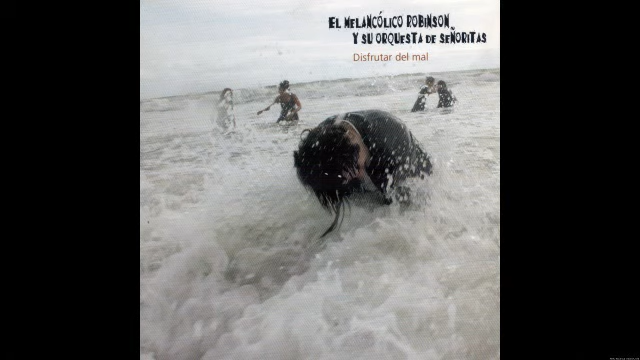 EL MELANCÓLICO ROBINSON
Y SU ORQUESTA DE SEÑORITAS
Disfrutar del mal